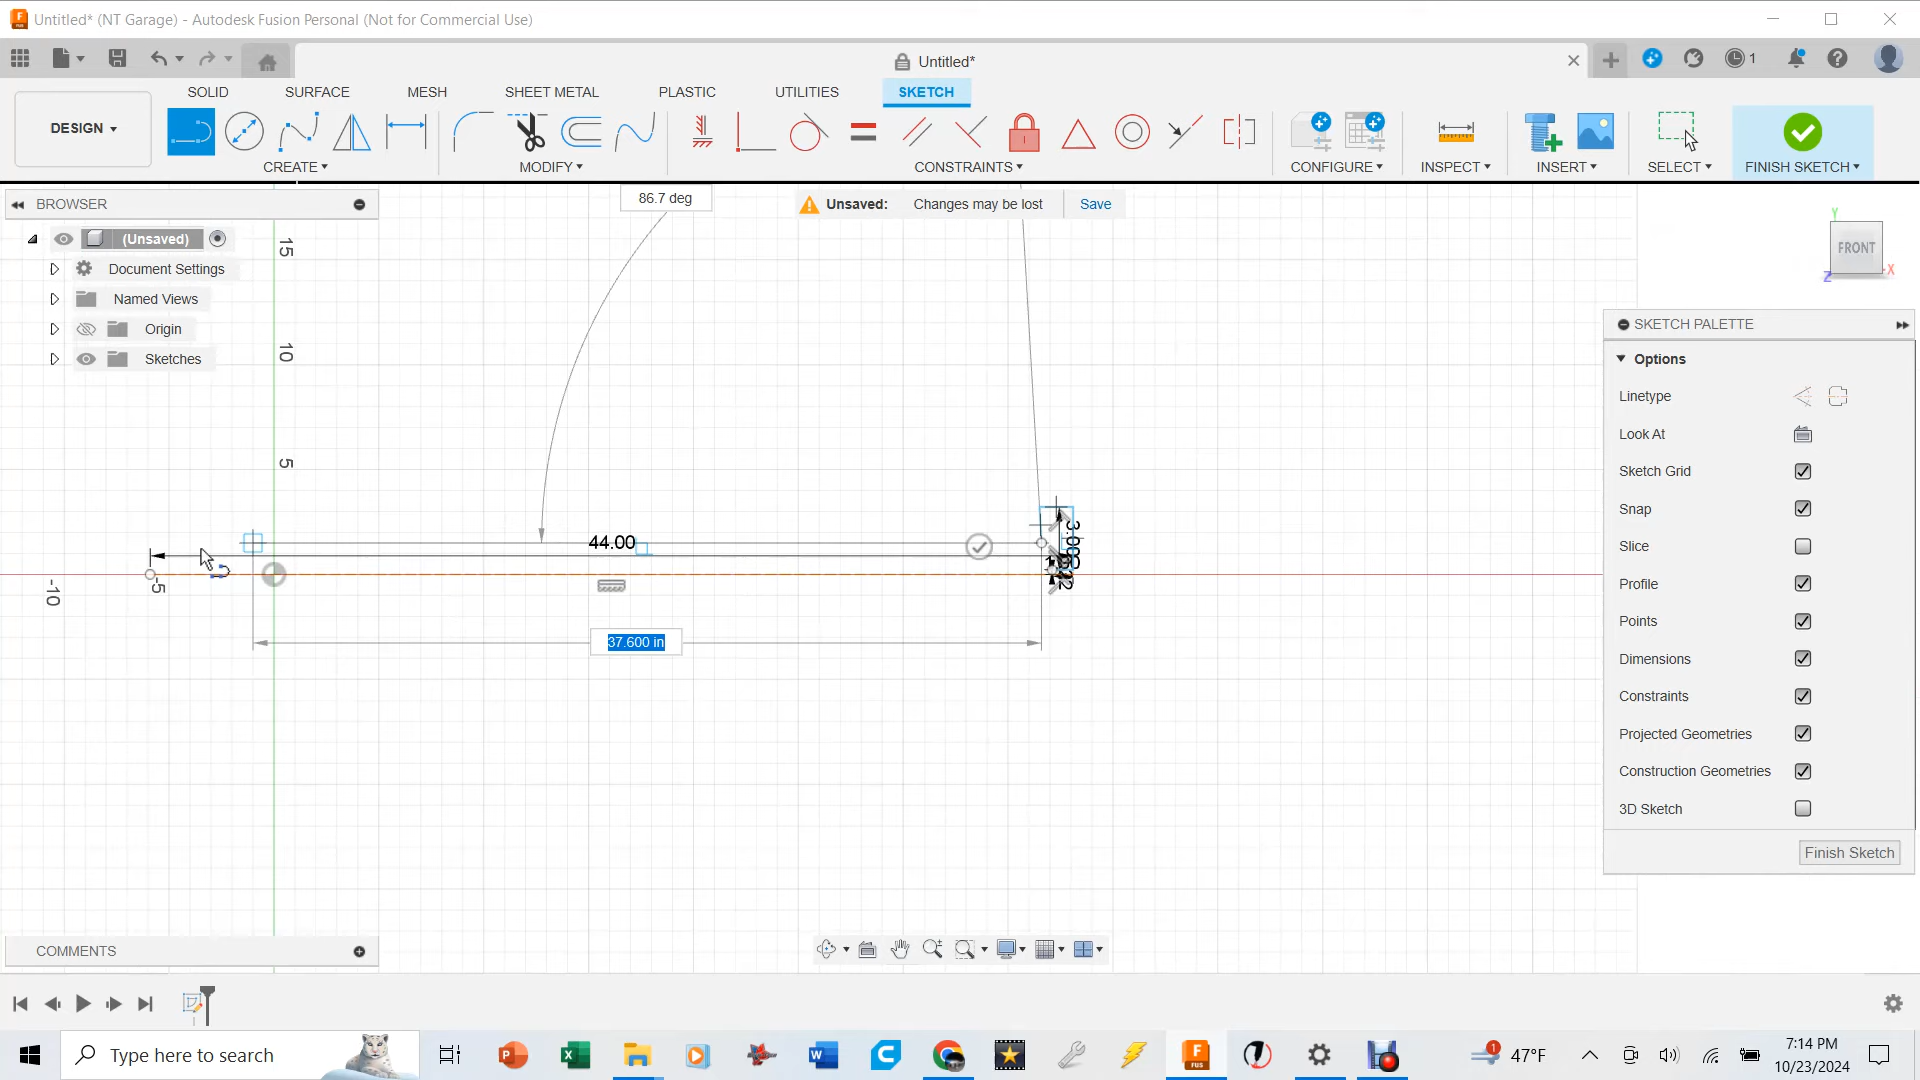 Untitled* (NT Garage) - Autodesk Fusion Personal (Not for Commercial Use)
Untitled*
1
SOLID SURFACE MESH SHEET METAL PLASTIC UTILITIES SKETCH
DESIGN
CREATE MODIFY CONSTRAINTS CONFIGURE INSPECT INSERT SELECT FINISH SKETCH
BROWSER
86.7 deg
Unsaved: Changes may be lost Save
(Unsaved)
Document Settings
Named Views
Origin
Sketches
15
10
5
-5
-10
44.00
37.600 in
Y
FRONT
-X
Z
SKETCH PALETTE
Options
Linetype
Look At
Sketch Grid
Snap
Slice
Profile
Points
Dimensions
Constraints
Projected Geometries
Construction Geometries
3D Sketch
Finish Sketch
COMMENTS
Type here to search
1
47°F
7:14 PM
10/23/2024